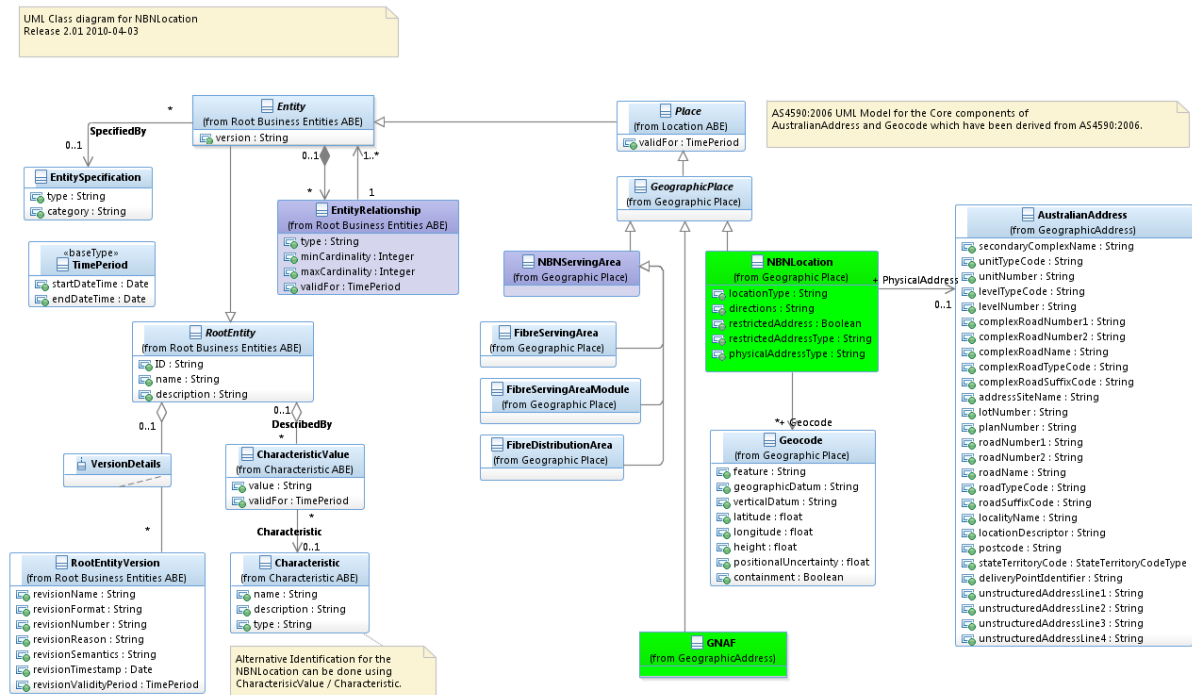 UML Class diagram for NBNLocation
Release 2.01 2010-04-03
Entity
(from Root Business Entities ABE)
version : String
*
SpecifiedBy
0..1
EntitySpecification
type : String
category : String
«baseType»
TimePeriod
startDateTime : Date
endDateTime : Date
0..1
1..*
*
1
EntityRelationship
(from Root Business Entities ABE)
type : String
minCardinality : Integer
maxCardinality : Integer
validFor : TimePeriod
Place
(from Location ABE)
validFor : TimePeriod
AS4590:2006 UML Model for the Core components of
AustralianAddress and Geocode which have been derived from AS4590:2006.
GeographicPlace
(from Geographic Place)
NBNServingArea
(from Geographic Place)
NBNLocation
(from Geographic Place)
locationType : String
directions : String
restrictedAddress : Boolean
restrictedAddressType : String
physicalAddressType : String
+ PhysicalAddress
0..1
AustralianAddress
(from GeographicAddress)
secondaryComplexName : String
unitTypeCode : String
unitNumber : String
levelTypeCode : String
levelNumber : String
complexRoadNumber1 : String
complexRoadNumber2 : String
complexRoadName : String
complexRoadTypeCode : String
complexRoadSuffixCode : String
addressSiteName : String
lotNumber : String
planNumber : String
roadNumber1 : String
roadNumber2 : String
roadName : String
roadTypeCode : String
roadSuffixCode : String
localityName : String
locationDescriptor : String
postcode : String
stateTerritoryCode : StateTerritoryCodeType
deliveryPointIdentifier : String
unstructuredAddressLine1 : String
unstructuredAddressLine2 : String
unstructuredAddressLine3 : String
unstructuredAddressLine4 : String
RootEntity
(from Root Business Entities ABE)
ID : String
name : String
description : String
0..1
0..1
DescribedBy
*
FibreServingArea
(from Geographic Place)
FibreServingAreaModule
(from Geographic Place)
FibreDistributionArea
(from Geographic Place)
*
+ Geocode
Geocode
(from Geographic Place)
feature : String
geographicDatum : String
verticalDatum : String
latitude : float
longitude : float
height : float
positionalUncertainty : float
containment : Boolean
VersionDetails
*
CharacteristicValue
(from Characteristic ABE)
value : String
validFor : TimePeriod
*
Characteristic
0..1
Characteristic
(from Characteristic ABE)
name : String
description : String
type : String
RootEntityVersion
(from Root Business Entities ABE)
revisionName : String
revisionFormat : String
revisionNumber : String
revisionReason : String
revisionSemantics : String
revisionTimestamp : Date
revisionValidityPeriod : TimePeriod
Alternative Identification for the
NBNLocation can be done using
CharacterisicValue / Characteristic.
GNAF
(from GeographicAddress)